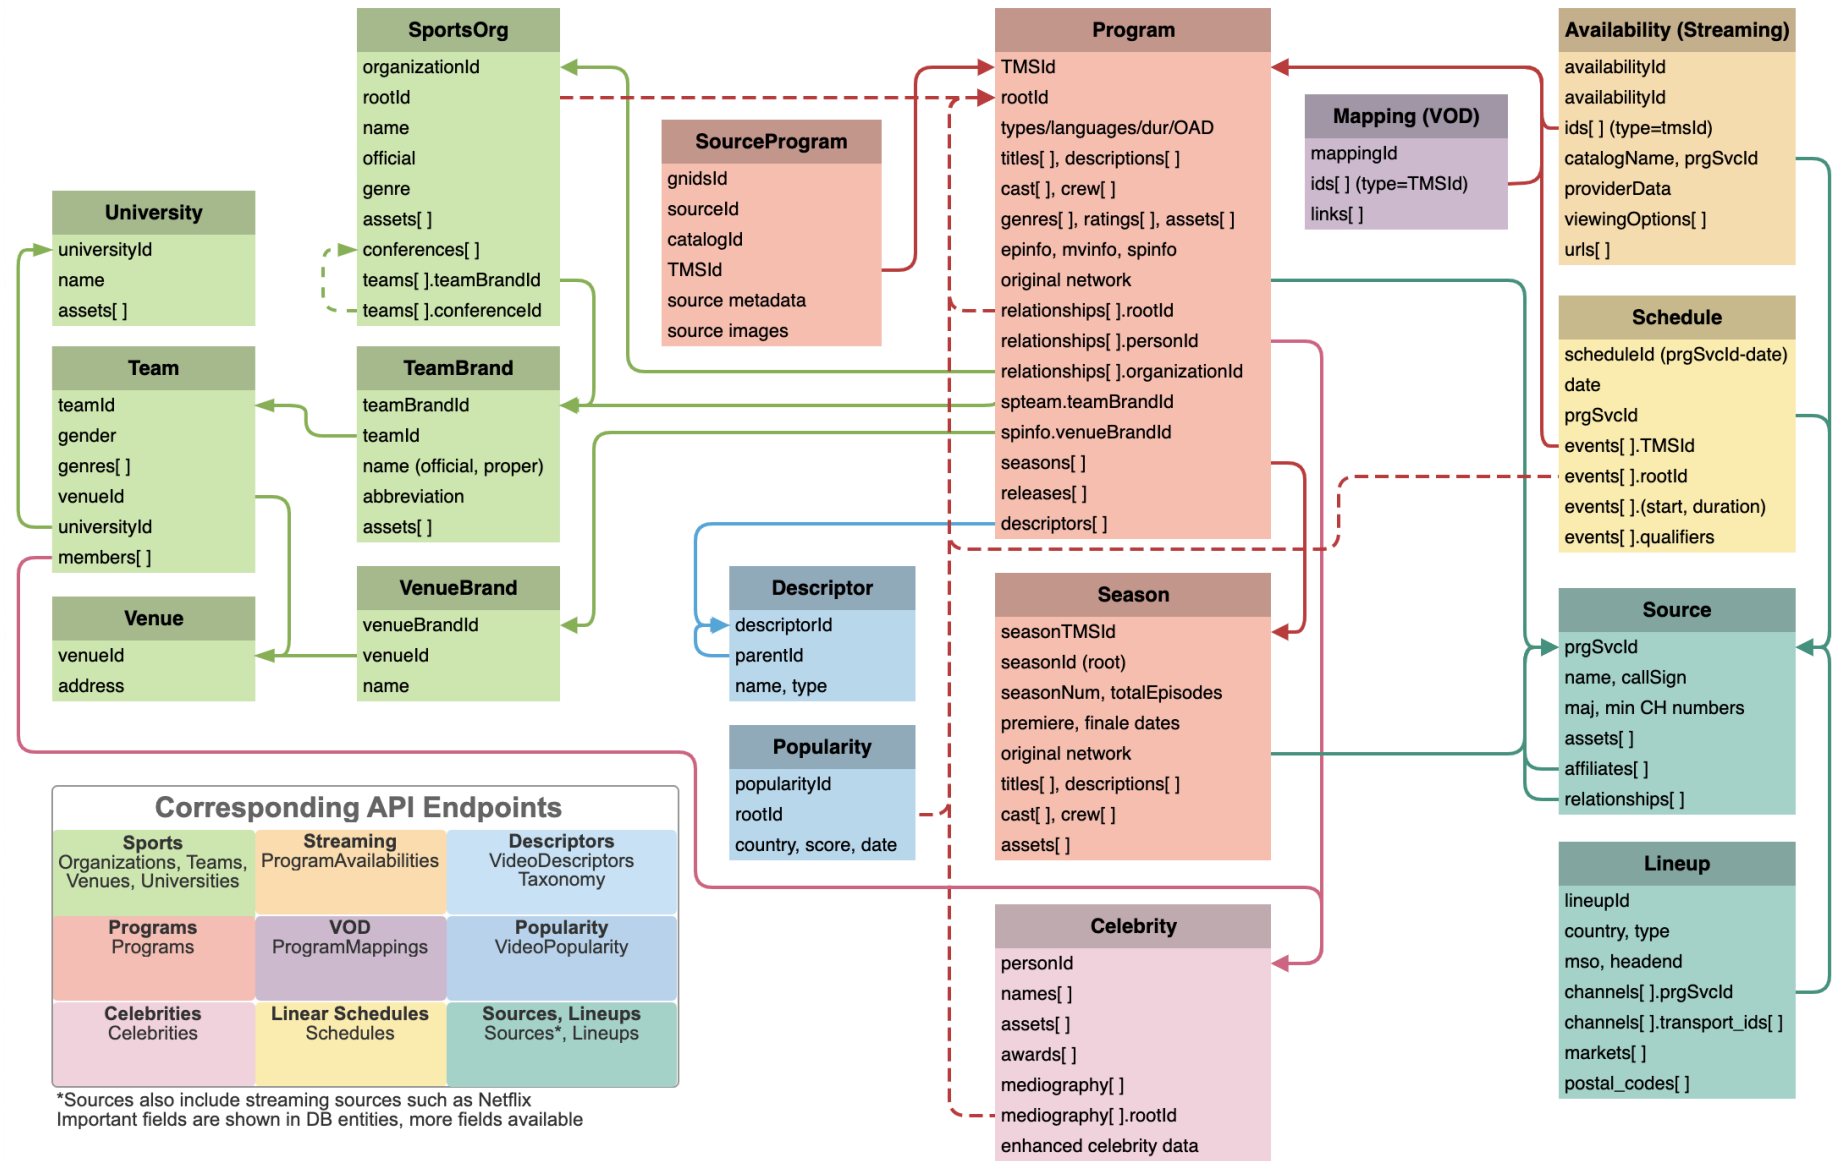 SportsOrg
organizationId
rootId
name
official
genre
assets[ ]
conferences[ ]
teams[ ].teamBrandId
teams[ ].conferenceId
University
universityId
name
assets[ ]
Team
teamId
gender
genres[ ]
venueId
universityId
members[ ]
TeamBrand
teamBrandId
teamId
name (official, proper)
abbreviation
assets[ ]
Venue
venueId
address
VenueBrand
venueBrandId
venueId
name
SourceProgram
gnidsId
sourceId
catalogId
TMSId
source metadata
source images
Descriptor
descriptorId
parentId
name, type
Popularity
popularityId
rootId
country, score, date
Program
TMSId
rootId
types/languages/dur/OAD
titles[ ], descriptions[ ]
cast[ ], crew[ ]
genres[ ], ratings[ ], assets[ ]
epinfo, mvinfo, spinfo
original network
relationships[ ].rootId
relationships[ ].personId
relationships[ ].organizationId
spteam.teamBrandId
spinfo.venueBrandId
seasons[ ]
releases[ ]
descriptors[ ]
Season
seasonTMSId
seasonId (root)
seasonNum, totalEpisodes
premiere, finale dates
original network
titles[ ], descriptions[ ]
cast[ ], crew[ ]
assets[ ]
Celebrity
personId
names[ ]
assets[ ]
awards[ ]
mediography[ ]
mediography[ ].rootId
enhanced celebrity data
Mapping (VOD)
mappingId
ids[ ] (type=TMSId)
links[ ]
Availability (Streaming)
availabilityId
availabilityId
ids[ ] (type=tmsId)
catalogName, prgSvcId
providerData
viewingOptions[ ]
urls[ ]
Schedule
scheduleId (prgSvcId-date)
date
prgSvcId
events[ ].TMSId
events[ ].rootId
events[ ].(start, duration)
events[ ].qualifiers
Source
prgSvcId
name, callSign
maj, min CH numbers
assets[ ]
affiliates[ ]
relationships[ ]
Lineup
lineupId
country, type
mso, headend
channels[ ].prgSvcId
channels[ ].transport_ids[ ]
markets[ ]
postal_codes[ ]
Corresponding API Endpoints
Sports
Organizations, Teams,
Venues, Universities
Streaming
ProgramAvailabilities
Descriptors
VideoDescriptors
Taxonomy
Programs
Programs
VOD
ProgramMappings
Popularity
VideoPopularity
Celebrities
Celebrities
Linear Schedules
Schedules
Sources, Lineups
Sources*, Lineups
*Sources also include streaming sources such as Netflix
Important fields are shown in DB entities, more fields available